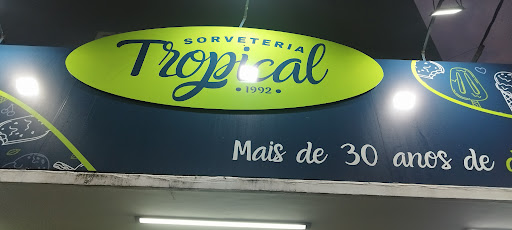 SORVETERIA
Tropical
• 1992 •
Mais de 30 anos de